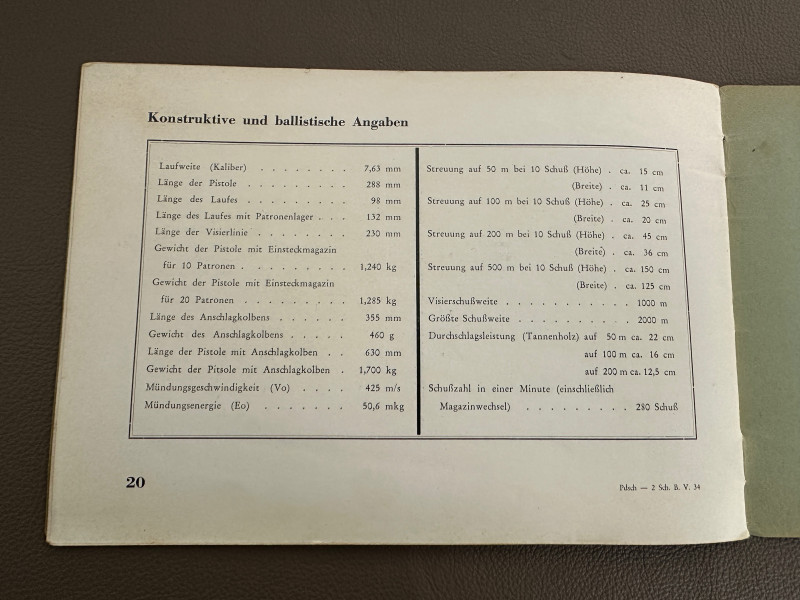 Konstruktive und ballistische Angaben
Laufweite (Kaliber) . . . . . . . . 7,63 mm
Länge der Pistole . . . . . . . . 288 mm
Länge des Laufes . . . . . . . . 98 mm
Länge des Laufes mit Patronenlager . . . 132 mm
Länge der Visierlinie . . . . . . . 230 mm
Gewicht der Pistole mit Einsteckmagazin
für 10 Patronen . . . . . . . . 1,240 kg
Gewicht der Pistole mit Einsteckmagazin
für 20 Patronen . . . . . . . . 1,285 kg
Länge des Anschlagkolbens . . . . . . 355 mm
Gewicht des Anschlagkolbens . . . . . 460 g
Länge der Pistole mit Anschlagkolben . . 630 mm
Gewicht der Pitsole mit Anschlagkolben . 1,700 kg
Mündungsgeschwindigkeit (Vo) . . . . 425 m/s
Mündungsenergie (Eo) . . . . . . . 50,6 mkg
Streuung auf 50 m bei 10 Schuß (Höhe) . ca. 15 cm
(Breite) . ca. 11 cm
Streuung auf 100 m bei 10 Schuß (Höhe) . ca. 25 cm
(Breite) . ca. 20 cm
Streuung auf 200 m bei 10 Schuß (Höhe) . ca. 45 cm
(Breite) . ca. 36 cm
Streuung auf 500 m bei 10 Schuß (Höhe) . ca. 150 cm
(Breite) . ca. 125 cm
Visierschußweite . . . . . . . . . . 1000 m
Größte Schußweite . . . . . . . . . 2000 m
Durchschlagsleistung (Tannenholz) auf 50 m ca. 22 cm
auf 100 m ca. 16 cm
auf 200 m ca. 12,5 cm
Schußzahl in einer Minute (einschließlich
Magazinwechsel) . . . . . . . . . 280 Schuß
20
Pdsch — 2 Sch. B. V. 34